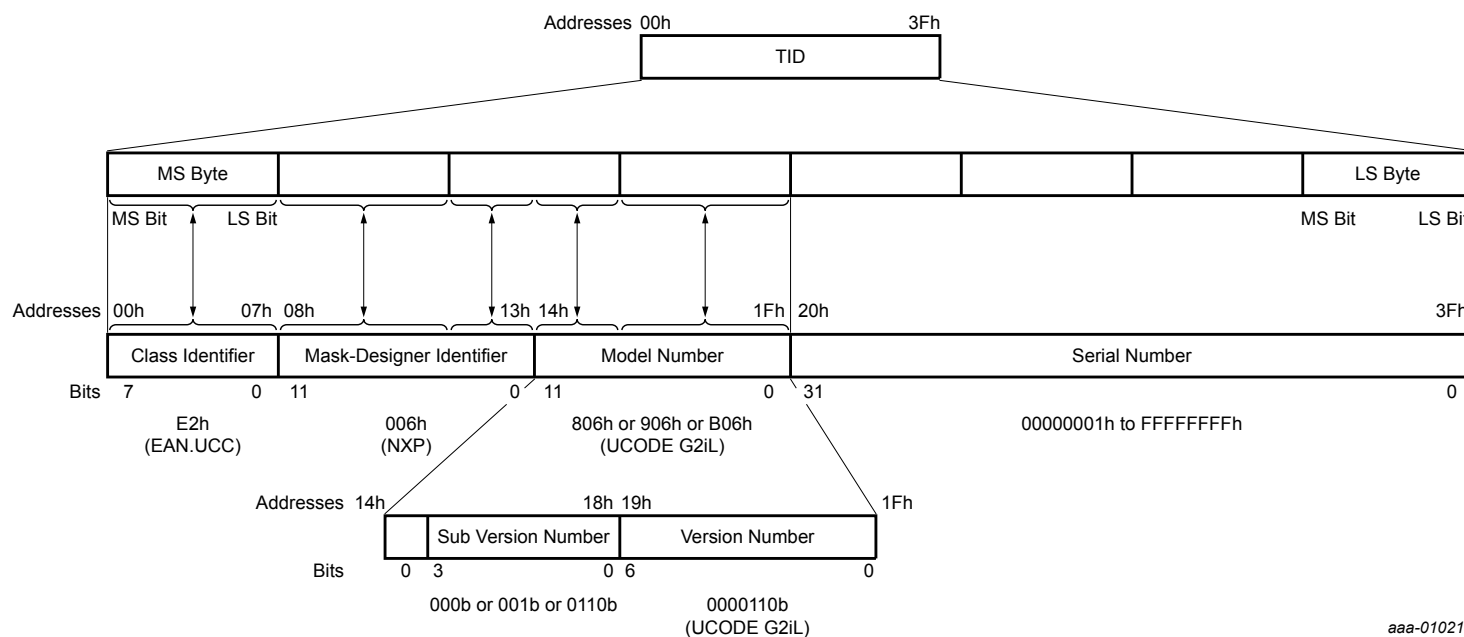 Addresses 00h 3Fh
TID
MS Byte LS Byte
MS Bit LS Bit MS Bit LS Bit
Addresses 00h 07h 08h 13h 14h 1Fh 20h 3Fh
Class Identifier Mask-Designer Identifier Model Number Serial Number
Bits 7 0 11 0 11 0 31 0
E2h 006h 806h or 906h or B06h 00000001h to FFFFFFFFh
(EAN.UCC) (NXP) (UCODE G2iL)
Addresses 14h 18h 19h 1Fh
Sub Version Number Version Number
Bits 0 3 0 6 0
000b or 001b or 0110b 0000110b
(UCODE G2iL)
aaa-01021